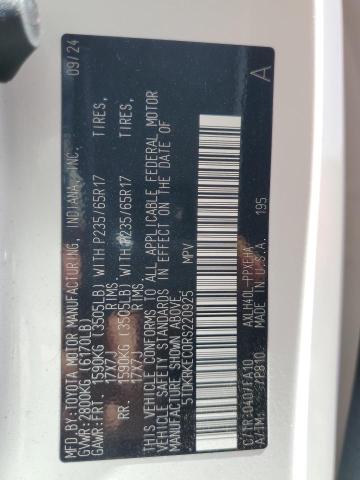 MFD.BY:TOYOTA MOTOR MANUFACTURING, INDIANA, INC. 09/24
GVWR:2800KG (6170LB)
GAWR:FRT. 1590KG (3505LB) WITH P235/65R17 TIRES,
17X7J RIMS,
RR. 1590KG (3505LB) WITH P235/65R17 TIRES,
17X7J RIMS.
THIS VEHICLE CONFORMS TO ALL APPLICABLE FEDERAL MOTOR
VEHICLE SAFETY STANDARDS IN EFFECT ON THE DATE OF
MANUFACTURE SHOWN ABOVE.
5TDKRKEC0RS220925 MPV
C/TR:040/FA10 AXLH40L-PPXEHA
A/TM: /P810 MADE IN U.S.A. 195 A